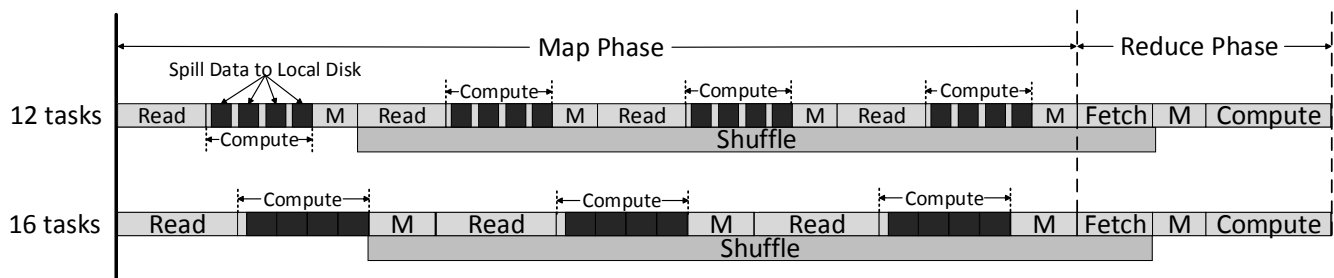 Map Phase Reduce Phase
Spill Data to Local Disk
Compute Compute Compute
12 tasks Read M Read M Read M Read M Fetch M Compute
Compute
Shuffle
Compute Compute Compute
16 tasks Read M Read M Read M Fetch M Compute
Shuffle